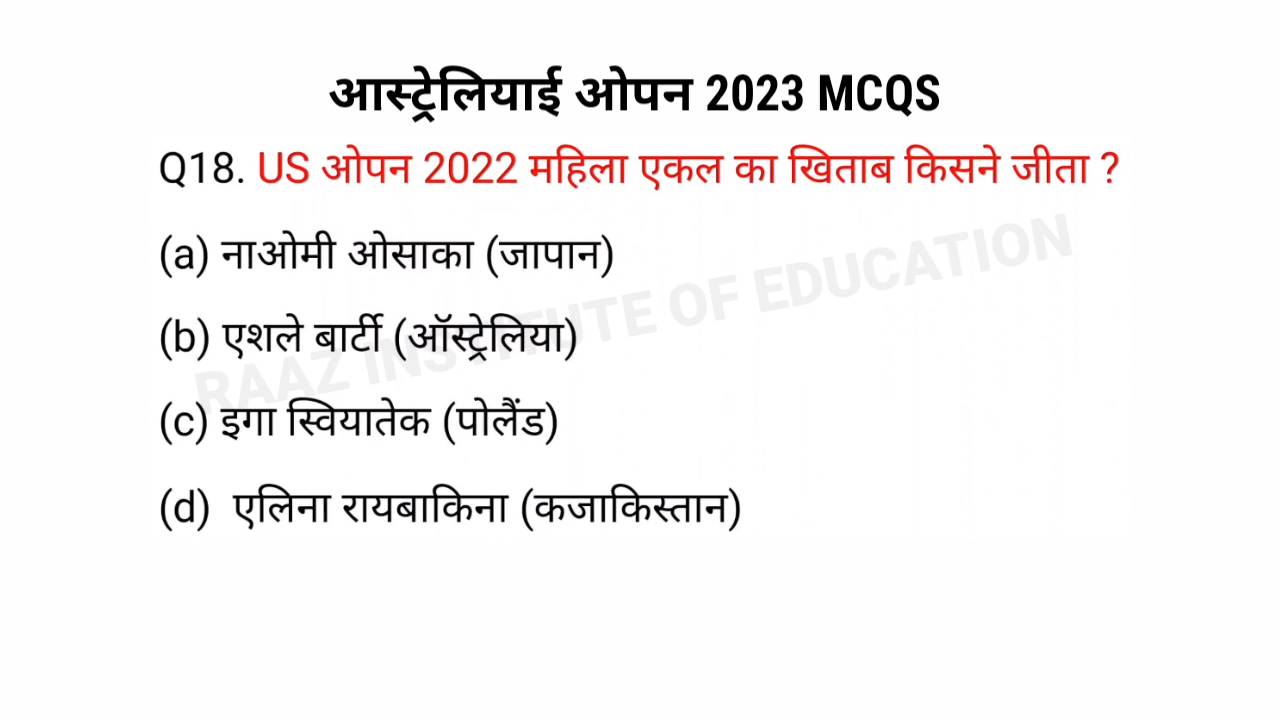 आस्ट्रेलियाई ओपन 2023 MCQS
Q18. US ओपन 2022 महिला एकल का खिताब किसने जीता ?
(a) नाओमी ओसाका (जापान)
(b) एशले बार्टी (ऑस्ट्रेलिया)
(c) इगा स्वियातेक (पोलैंड)
(d) एलिना रायबाकिना (कजाकिस्तान)
RAAZ INSTITUTE OF EDUCATION